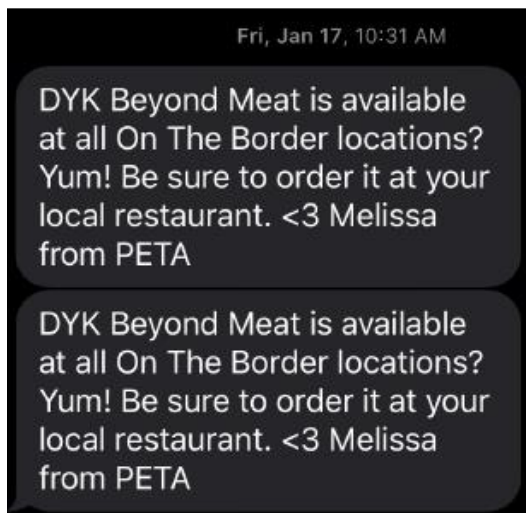 Fri, Jan 17, 10:31 AM
DYK Beyond Meat is available
at all On The Border locations?
Yum! Be sure to order it at your
local restaurant. <3 Melissa
from PETA
DYK Beyond Meat is available
at all On The Border locations?
Yum! Be sure to order it at your
local restaurant. <3 Melissa
from PETA